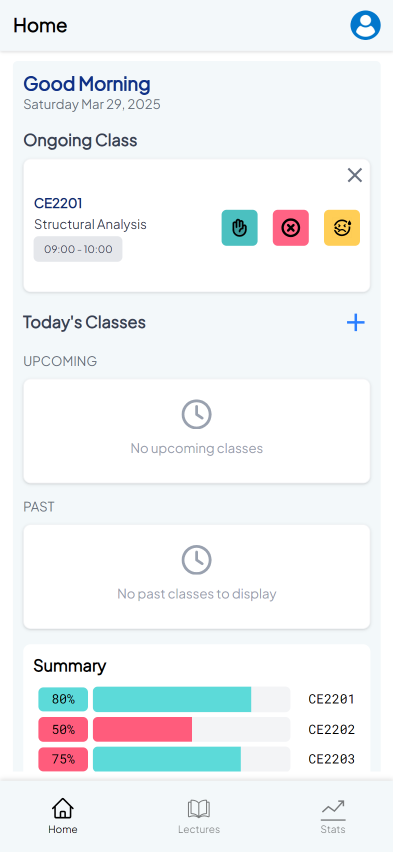 Home
Good Morning
Saturday Mar 29, 2025
Ongoing Class
CE2201
Structural Analysis
09:00 - 10:00
Today's Classes
UPCOMING
No upcoming classes
PAST
No past classes to display
Summary
80% CE2201
50% CE2202
75% CE2203
Home Lectures Stats